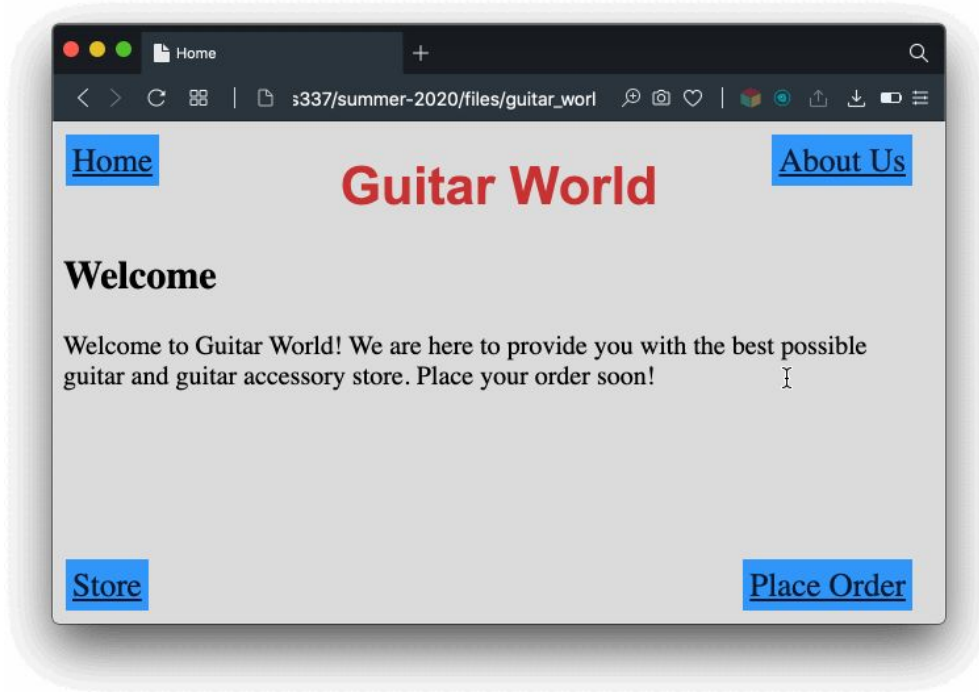 Home
s337/summer-2020/files/guitar_worl
Home
About Us
Guitar World
Welcome
Welcome to Guitar World! We are here to provide you with the best possible
guitar and guitar accessory store. Place your order soon!
Store
Place Order